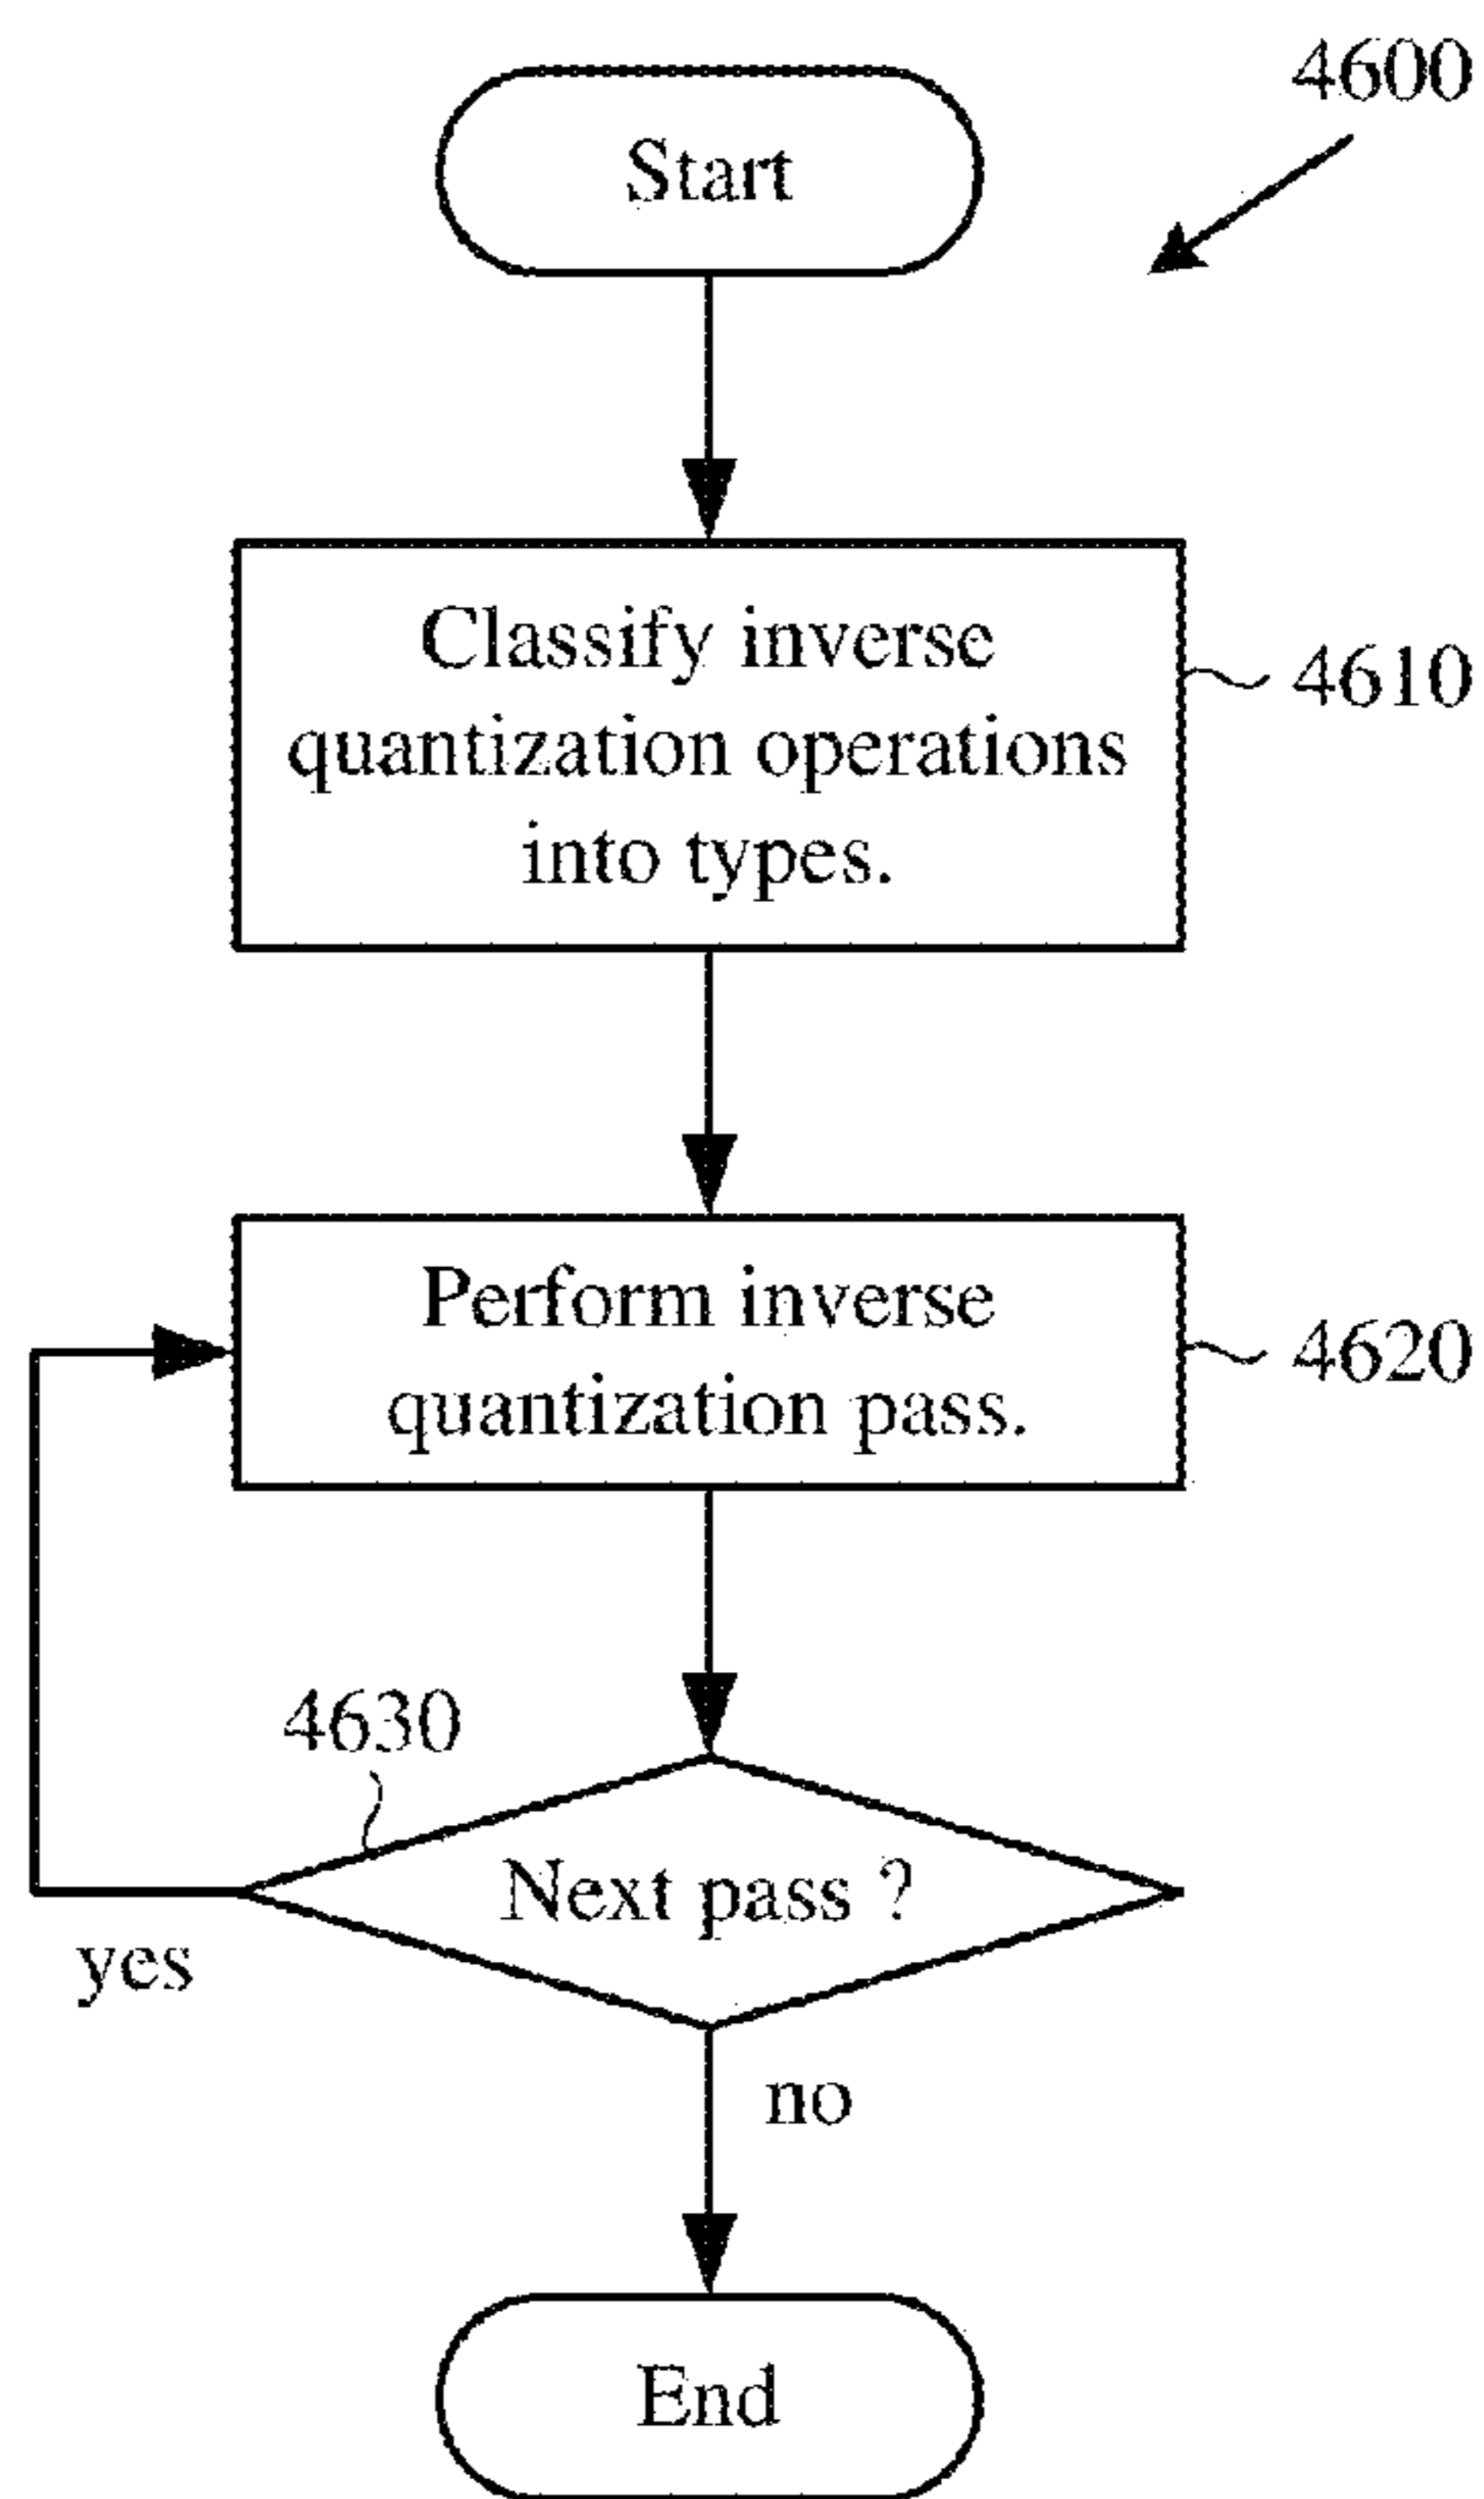 4600
Start
Classify inverse
quantization operations
into types.
4610
Perform inverse
quantization pass.
4620
4630
Next pass ?
yes
no
End